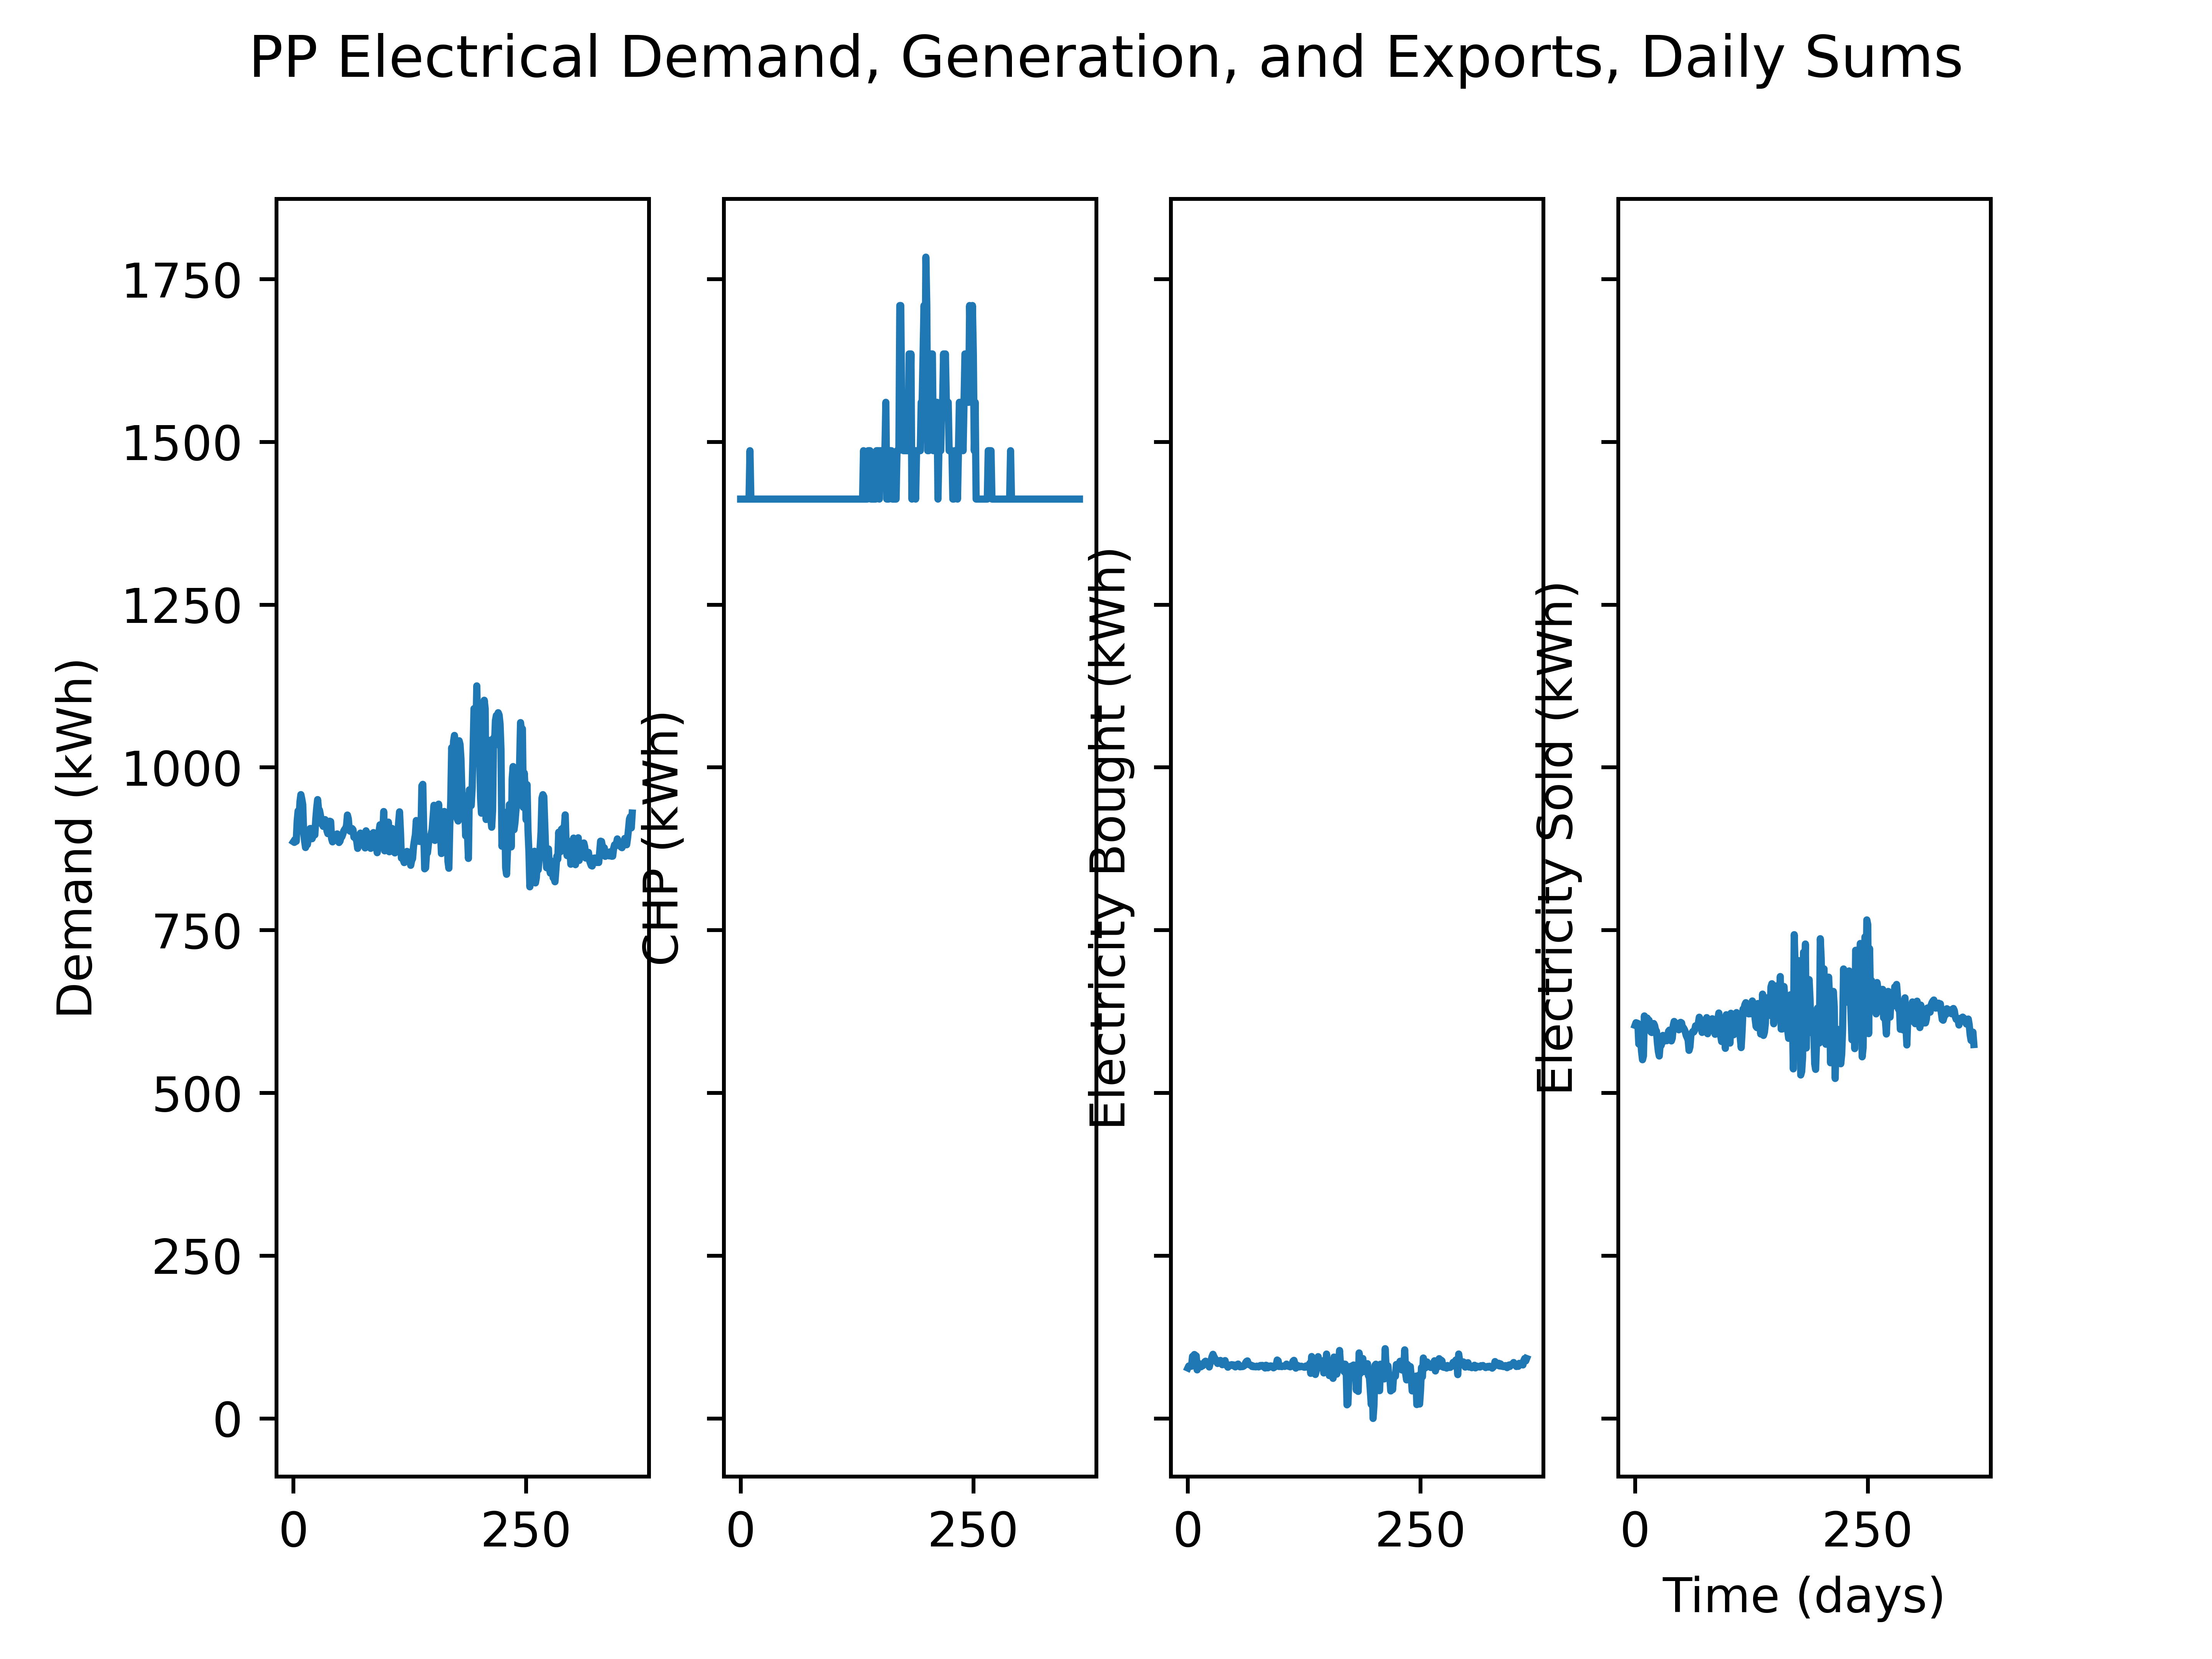 PP Electrical Demand, Generation, and Exports, Daily Sums
Demand (kWh)
1750
1500
1250
1000
750
500
250
0
CHP (kWh)
Electricity Bought (kWh)
Electricity Sold (kWh)
0 250 0 250 0 250 0 250
Time (days)